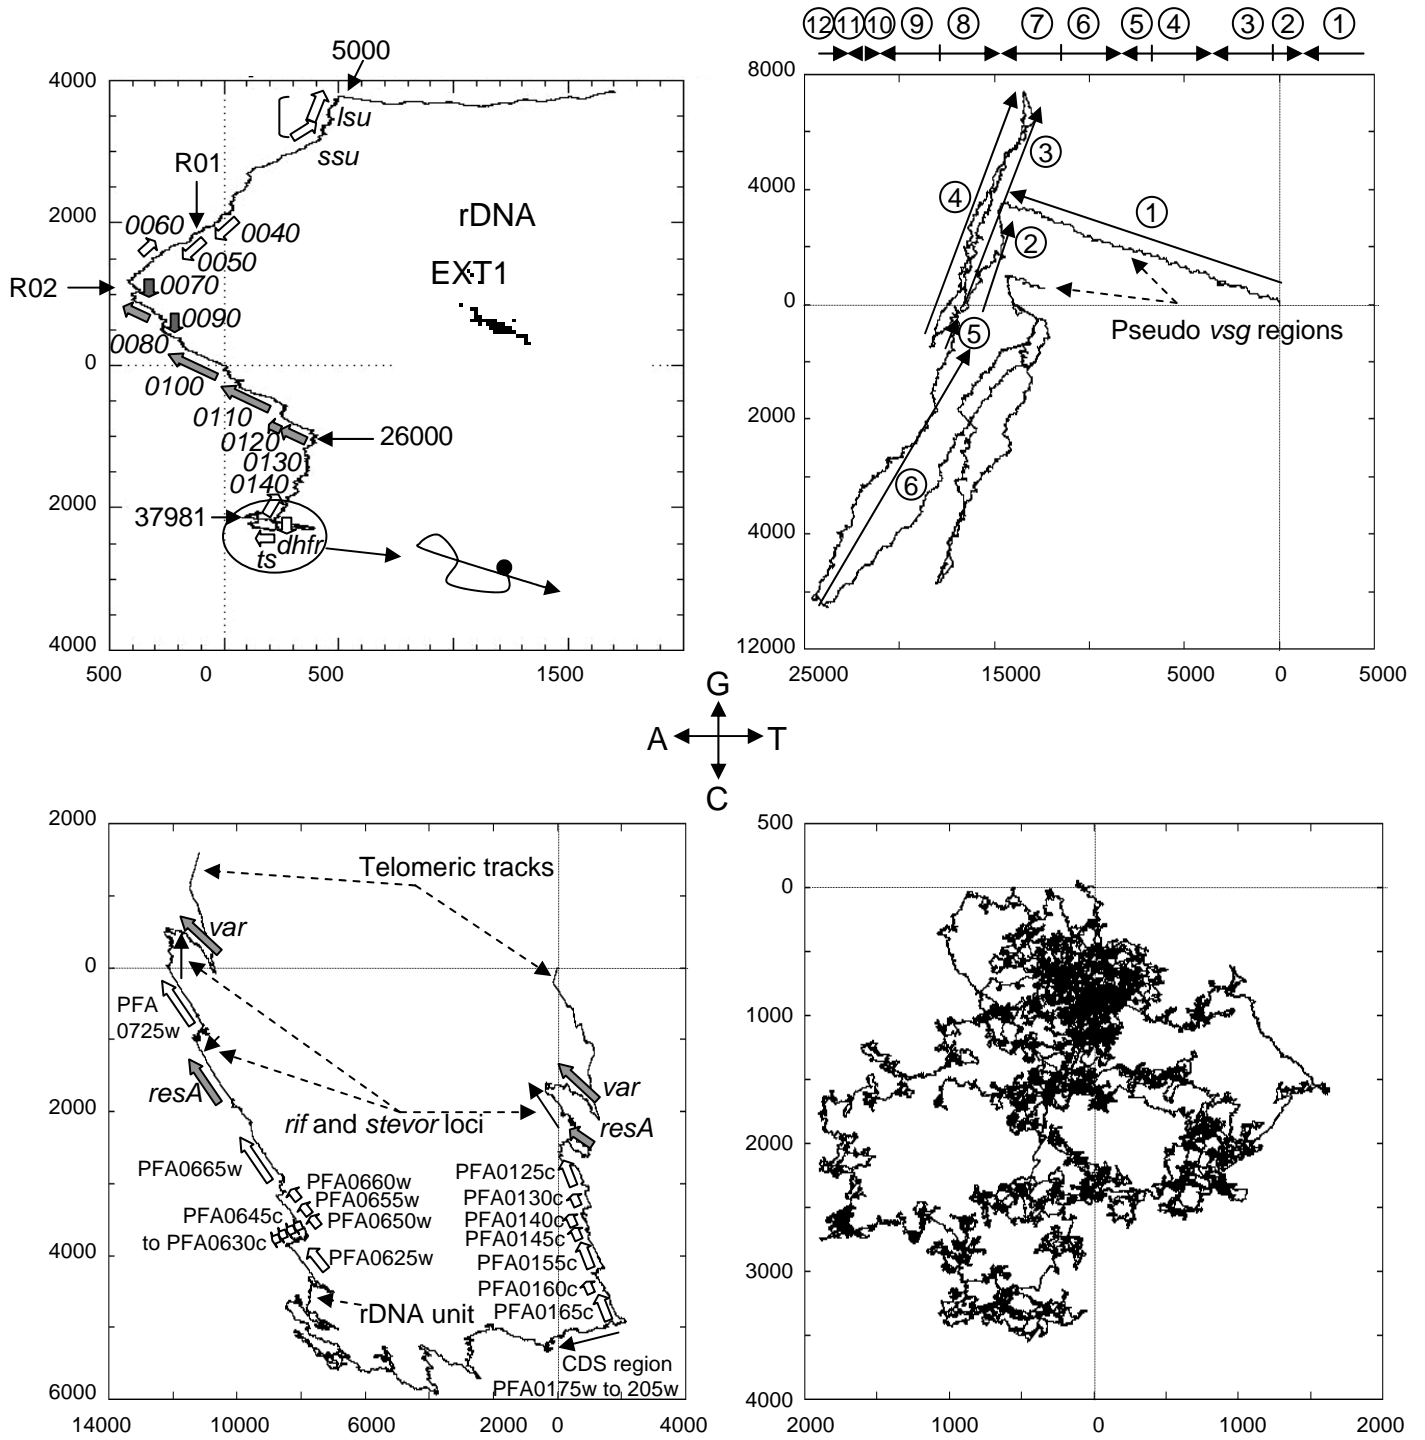 5000
4000
lsu
ssu
R01
rDNA
2000
0060
0040
0050
EXT1
R02
0070
0090
0080
0
0100
0110
0120
26000
0130
0140
2000
37981
dhfr
ts
4000
500 0 500 1500
12 11 10 9 8 7 6 5 4 3 2 1
8000
3
4000
4
1
2
0
5
Pseudo vsg regions
2000
6
4000
12000
25000 15000 5000 0 5000
G
A T
C
2000
Telomeric tracks
var
0
PFA
0725w
resA
var
2000
rif and stevor loci
resA
PFA0665w
PFA0125c
PFA0660w
PFA0655w
PFA0130c
PFA0645c
PFA0650w
PFA0140c
to PFA0630c
PFA0145c
4000
PFA0625w
PFA0155c
PFA0160c
rDNA unit
PFA0165c
CDS region
PFA0175w to 205w
6000
14000 10000 6000 2000 0 4000
500
0
1000
2000
3000
4000
2000 1000 0 1000 2000